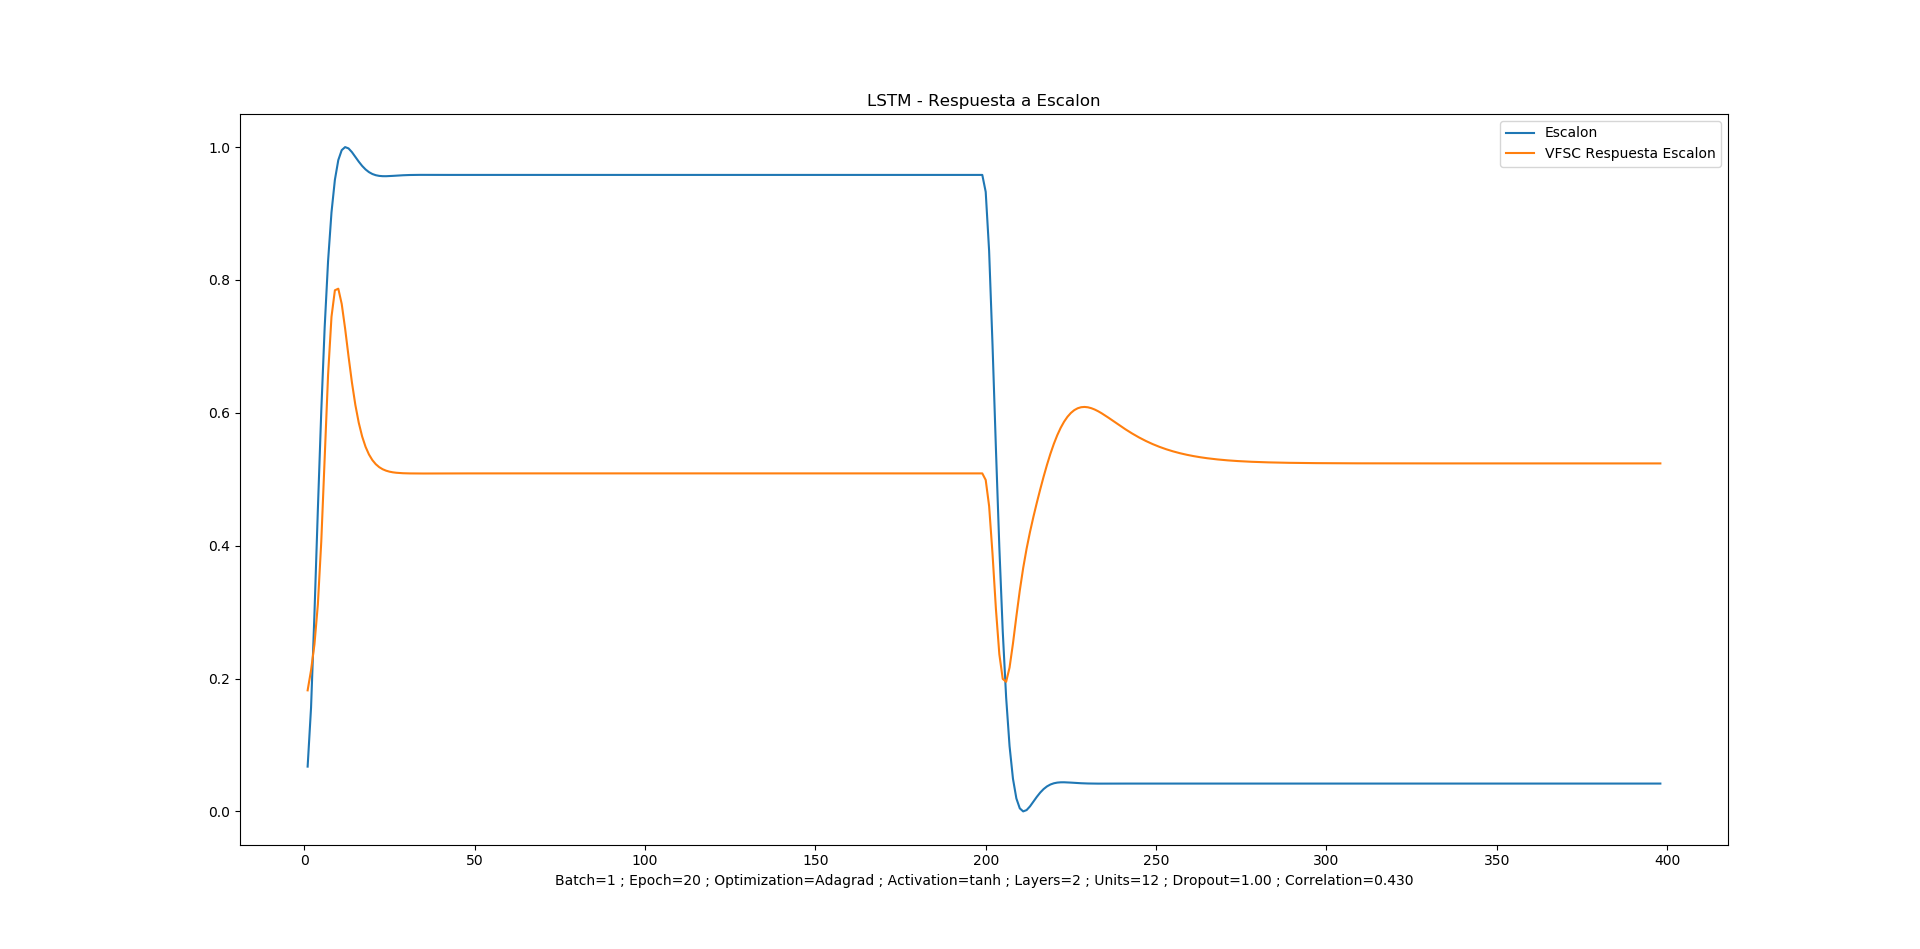 LSTM - Respuesta a Escalon
Escalon
VFSC Respuesta Escalon
1.0
0.8
0.6
0.4
0.2
0.0
0 50 100 150 200 250 300 350 400
Batch=1 ; Epoch=20 ; Optimization=Adagrad ; Activation=tanh ; Layers=2 ; Units=12 ; Dropout=1.00 ; Correlation=0.430